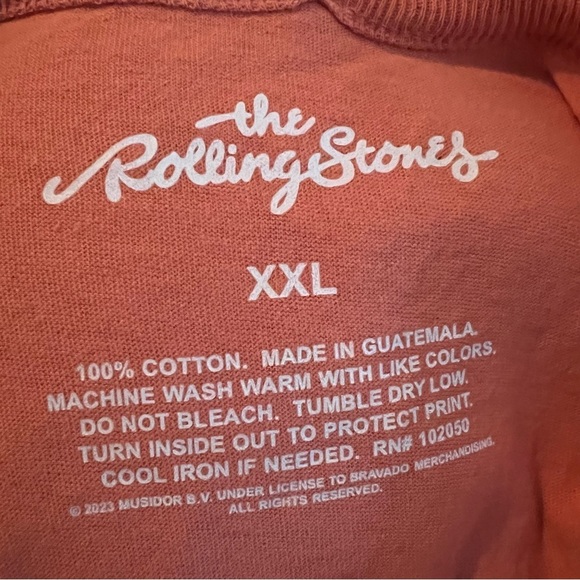 the
Rolling Stones
XXL
100% COTTON. MADE IN GUATEMALA.
MACHINE WASH WARM WITH LIKE COLORS.
DO NOT BLEACH. TUMBLE DRY LOW.
TURN INSIDE OUT TO PROTECT PRINT.
COOL IRON IF NEEDED. RN# 102050
© 2023 MUSIDOR B.V. UNDER LICENSE TO BRAVADO MERCHANDISING.
ALL RIGHTS RESERVED.